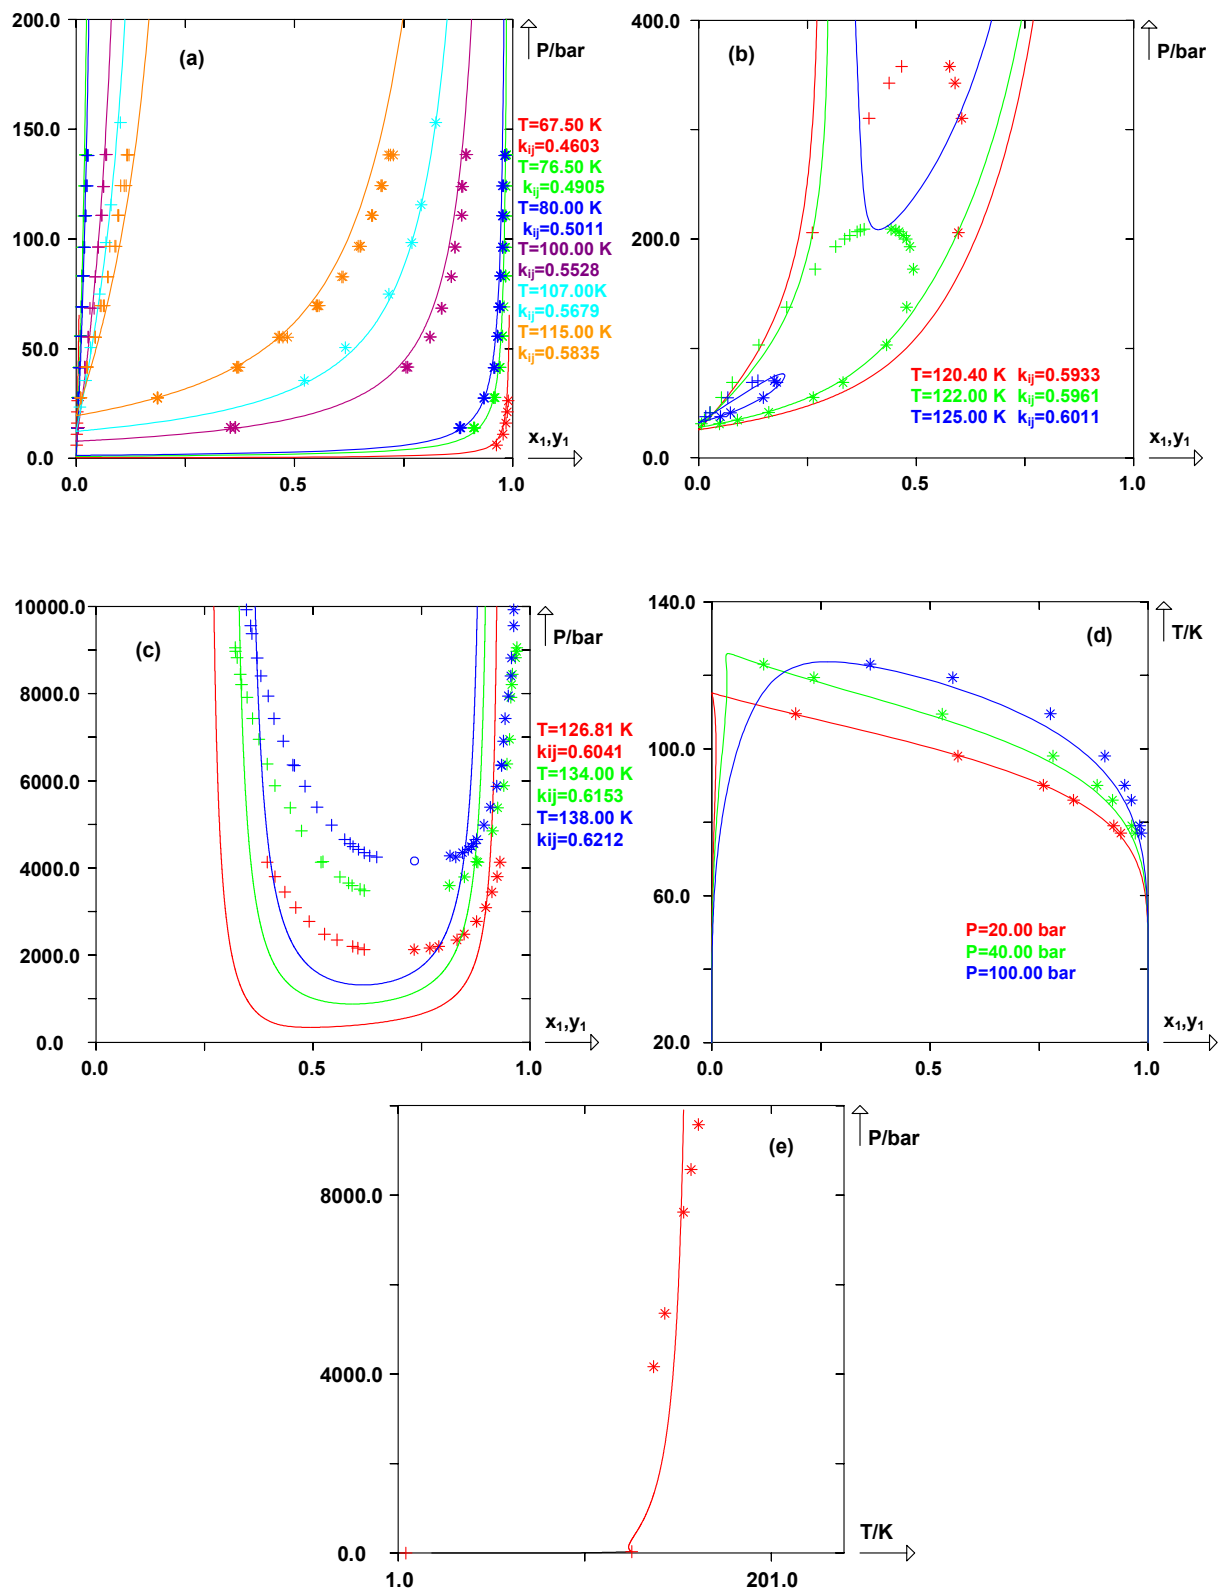 200.0
(a)
P/bar
150.0
T=67.50 K
kij=0.4603
T=76.50 K
kij=0.4905
T=80.00 K
kij=0.5011
T=100.00 K
kij=0.5528
T=107.00K
kij=0.5679
T=115.00 K
kij=0.5835
100.0
50.0
0.0
x1,y1
0.0
0.5
1.0
400.0
(b)
P/bar
200.0
T=120.40 K kij=0.5933
T=122.00 K kij=0.5961
T=125.00 K kij=0.6011
0.0
x1,y1
0.0
0.5
1.0
10000.0
(c)
P/bar
8000.0
T=126.81 K
kij=0.6041
T=134.00 K
kij=0.6153
T=138.00 K
kij=0.6212
6000.0
4000.0
2000.0
0.0
x1,y1
0.0
0.5
1.0
140.0
(d)
T/K
100.0
60.0
P=20.00 bar
P=40.00 bar
P=100.00 bar
20.0
x1,y1
0.0
0.5
1.0
(e)
P/bar
8000.0
4000.0
0.0
T/K
1.0
201.0